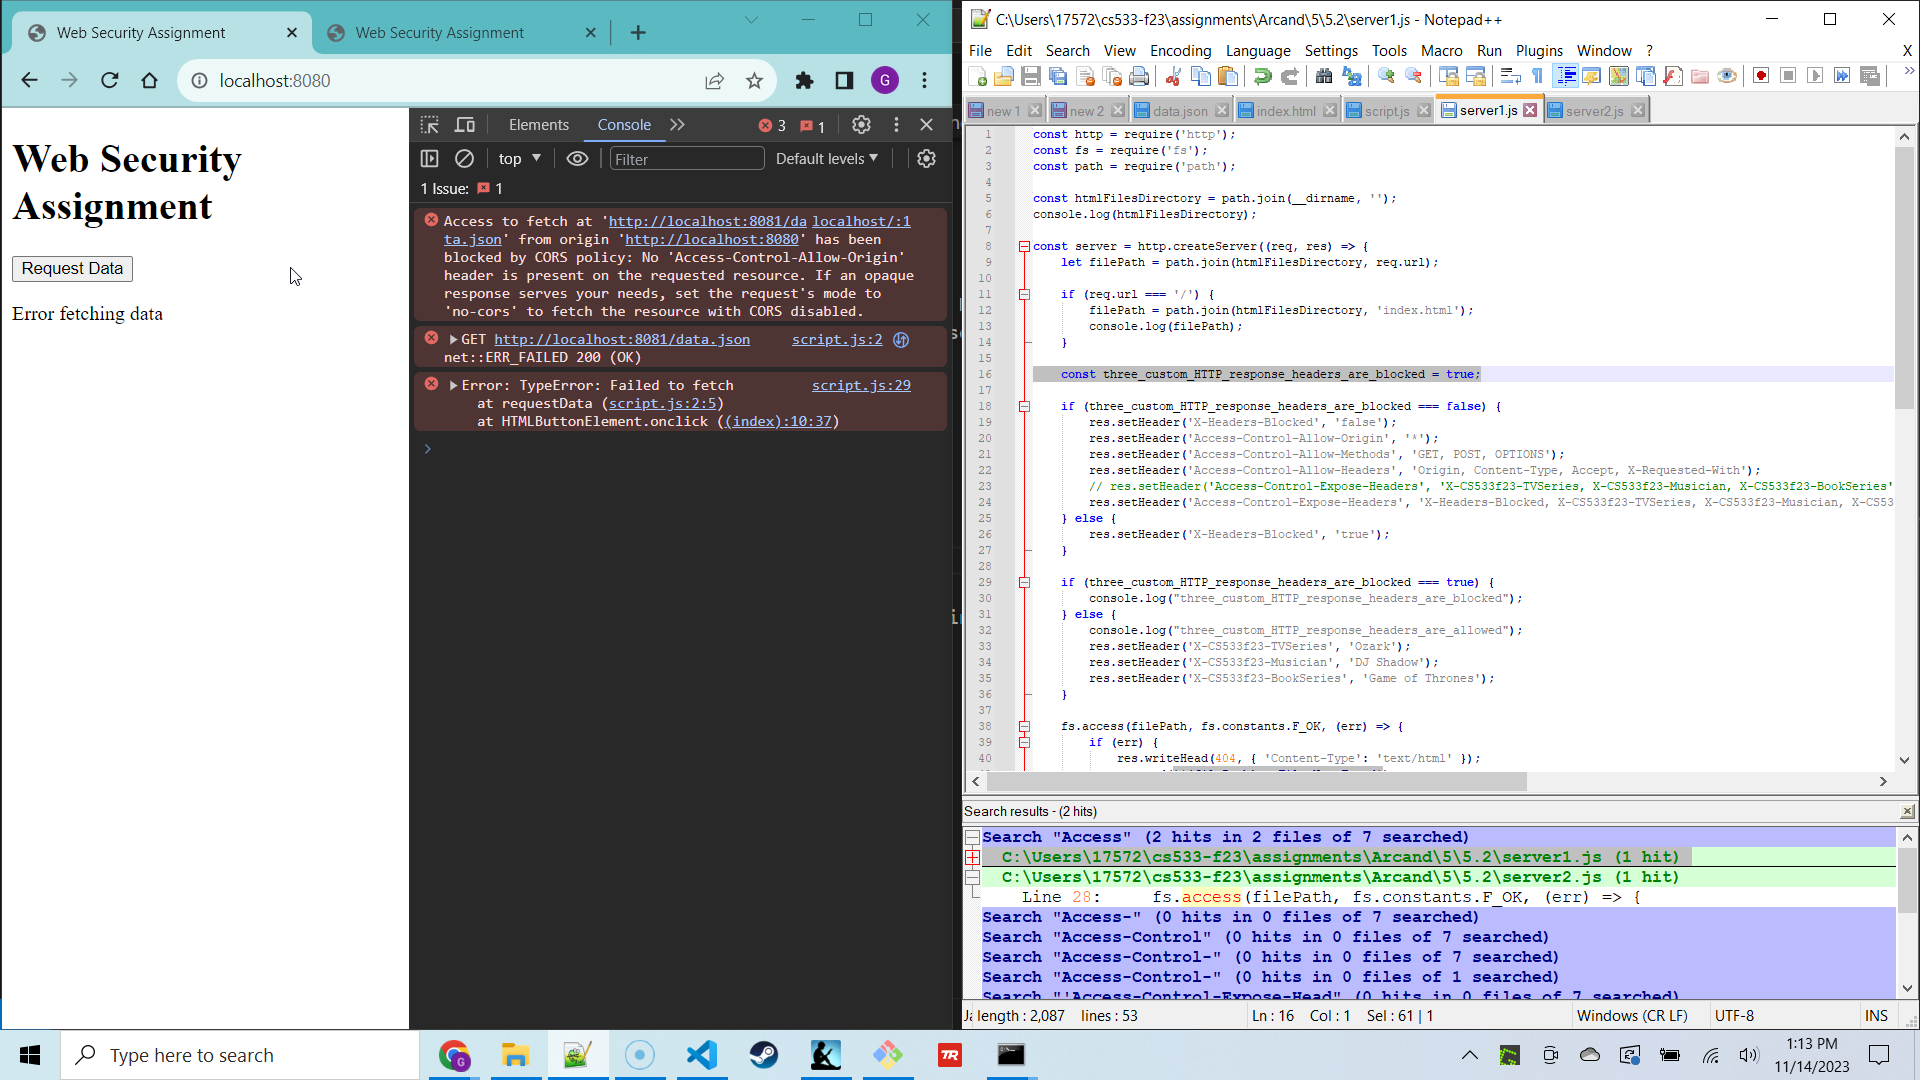 Web Security Assignment
Web Security Assignment
localhost:8080
G
Web Security
Assignment
Request Data
Error fetching data
Elements
Console
3
1
top
Filter
Default levels
1 Issue: 1
Access to fetch at 'http://localhost:8081/da localhost/:1
ta.json' from origin 'http://localhost:8080' has been
blocked by CORS policy: No 'Access-Control-Allow-Origin'
header is present on the requested resource. If an opaque
response serves your needs, set the request's mode to
'no-cors' to fetch the resource with CORS disabled.
GET http://localhost:8081/data.json script.js:2
net::ERR_FAILED 200 (OK)
Error: TypeError: Failed to fetch script.js:29
at requestData (script.js:2:5)
at HTMLButtonElement.onclick ((index):10:37)
C:\Users\17572\cs533-f23\assignments\Arcand\5\5.2\server1.js - Notepad++
File Edit Search View Encoding Language Settings Tools Macro Run Plugins Window ? X
new 1
new 2
data.json
index.html
script.js
server1.js
server2.js
1 const http = require('http');
2 const fs = require('fs');
3 const path = require('path');
4
5 const htmlFilesDirectory = path.join(__dirname, '');
6 console.log(htmlFilesDirectory);
7
8 const server = http.createServer((req, res) => {
9 let filePath = path.join(htmlFilesDirectory, req.url);
10
11 if (req.url === '/') {
12 filePath = path.join(htmlFilesDirectory, 'index.html');
13 console.log(filePath);
14 }
15
16 const three_custom_HTTP_response_headers_are_blocked = true;
17
18 if (three_custom_HTTP_response_headers_are_blocked === false) {
19 res.setHeader('X-Headers-Blocked', 'false');
20 res.setHeader('Access-Control-Allow-Origin', '*');
21 res.setHeader('Access-Control-Allow-Methods', 'GET, POST, OPTIONS');
22 res.setHeader('Access-Control-Allow-Headers', 'Origin, Content-Type, Accept, X-Requested-With');
23 // res.setHeader('Access-Control-Expose-Headers', 'X-CS533f23-TVSeries, X-CS533f23-Musician, X-CS533f23-BookSeries'
24 res.setHeader('Access-Control-Expose-Headers', 'X-Headers-Blocked, X-CS533f23-TVSeries, X-CS533f23-Musician, X-CS53
25 } else {
26 res.setHeader('X-Headers-Blocked', 'true');
27 }
28
29 if (three_custom_HTTP_response_headers_are_blocked === true) {
30 console.log("three_custom_HTTP_response_headers_are_blocked");
31 } else {
32 console.log("three_custom_HTTP_response_headers_are_allowed");
33 res.setHeader('X-CS533f23-TVSeries', 'Ozark');
34 res.setHeader('X-CS533f23-Musician', 'DJ Shadow');
35 res.setHeader('X-CS533f23-BookSeries', 'Game of Thrones');
36 }
37
38 fs.access(filePath, fs.constants.F_OK, (err) => {
39 if (err) {
40 res.writeHead(404, { 'Content-Type': 'text/html' });
Search results - (2 hits)
Search "Access" (2 hits in 2 files of 7 searched)
C:\Users\17572\cs533-f23\assignments\Arcand\5\5.2\server1.js (1 hit)
C:\Users\17572\cs533-f23\assignments\Arcand\5\5.2\server2.js (1 hit)
Line 28: fs.access(filePath, fs.constants.F_OK, (err) => {
Search "Access-" (0 hits in 0 files of 7 searched)
Search "Access-Control" (0 hits in 0 files of 7 searched)
Search "Access-Control-" (0 hits in 0 files of 7 searched)
Search "Access-Control-" (0 hits in 0 files of 1 searched)
Search "'Access-Control-Expose-Head" (0 hits in 0 files of 7 searched)
length : 2,087 lines : 53
Ln : 16 Col : 1 Sel : 61 | 1
Windows (CR LF)
UTF-8
INS
Type here to search
G
TR
1:13 PM
11/14/2023